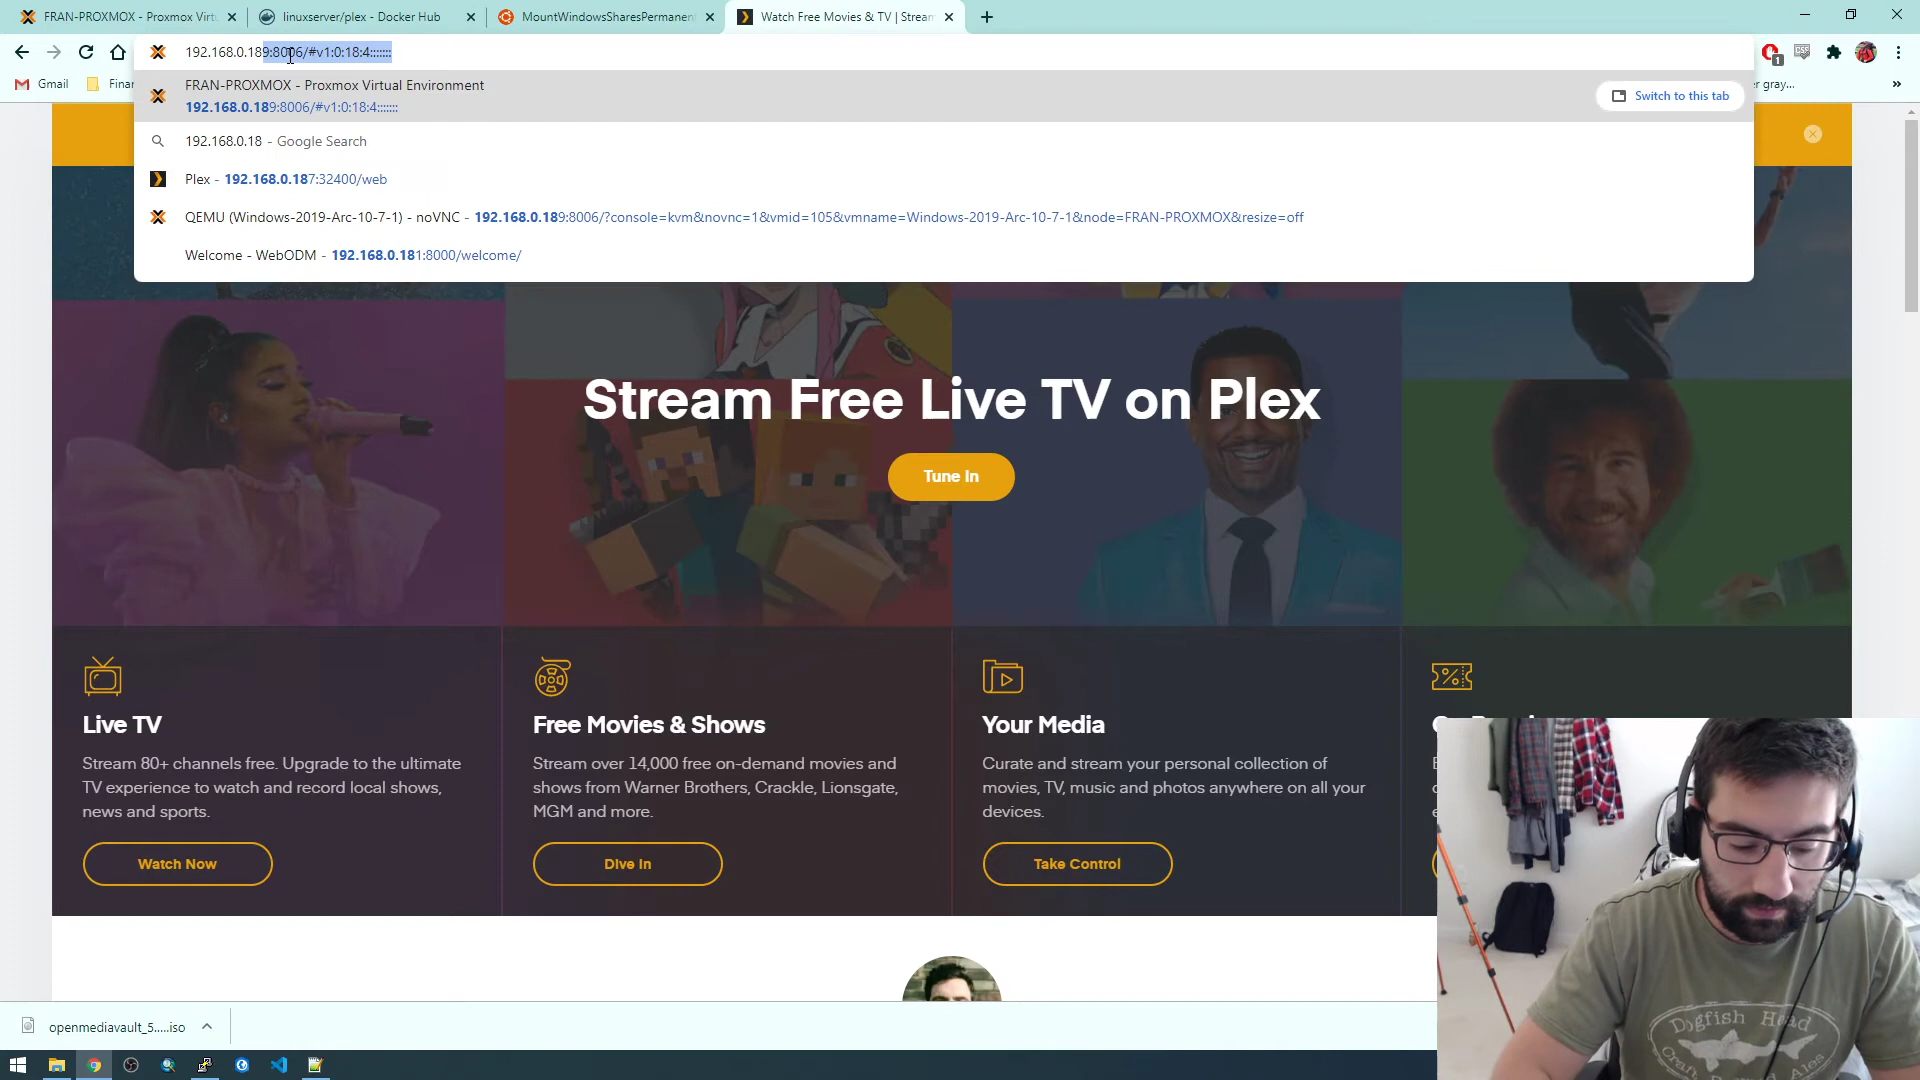 FRAN-PROXMOX - Proxmox Virtu
linuxserver/plex - Docker Hub
MountWindowsSharesPermanen
Watch Free Movies & TV | Stream
192.168.0.189:8006/#v1:0:18:4:::::::
1
CSS
Gmail
Finan
er gray...
»
FRAN-PROXMOX - Proxmox Virtual Environment
192.168.0.189:8006/#v1:0:18:4:::::::
Switch to this tab
192.168.0.18 - Google Search
Plex - 192.168.0.187:32400/web
QEMU (Windows-2019-Arc-10-7-1) - noVNC - 192.168.0.189:8006/?console=kvm&novnc=1&vmid=105&vmname=Windows-2019-Arc-10-7-1&node=FRAN-PROXMOX&resize=off
Welcome - WebODM - 192.168.0.181:8000/welcome/
Stream Free Live TV on Plex
Tune In
Live TV
Stream 80+ channels free. Upgrade to the ultimate
TV experience to watch and record local shows,
news and sports.
Watch Now
Free Movies & Shows
Stream over 14,000 free on-demand movies and
shows from Warner Brothers, Crackle, Lionsgate,
MGM and more.
Dive In
Your Media
Curate and stream your personal collection of
movies, TV, music and photos anywhere on all your
devices.
Take Control
openmediavault_5.....iso
Dogfish Head
Craft Ales